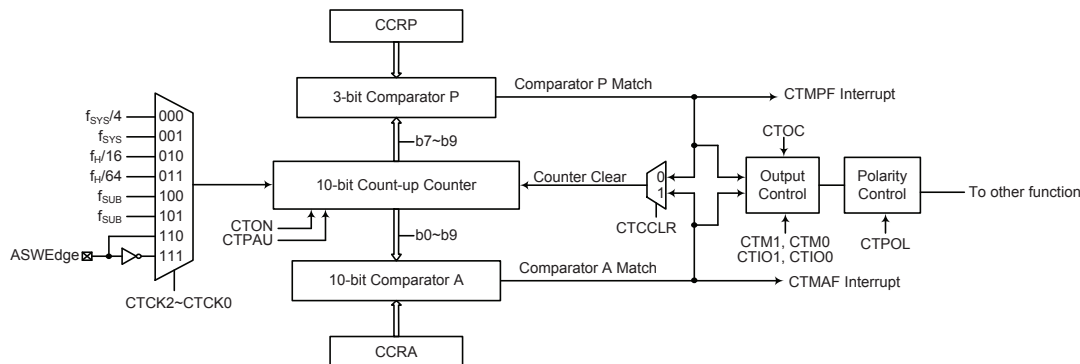 CCRP
3-bit Comparator P
Comparator P Match
CTMPF Interrupt
b7~b9
fSYS/4
000
fSYS
001
fH/16
010
fH/64
011
fSUB
100
fSUB
101
110
ASWEdge
111
CTCK2~CTCK0
10-bit Count-up Counter
CTON
CTPAU
Counter Clear
0
1
CTCCLR
CTOC
Output
Control
CTM1, CTM0
CTIO1, CTIO0
Polarity
Control
CTPOL
To other function
b0~b9
10-bit Comparator A
Comparator A Match
CTMAF Interrupt
CCRA